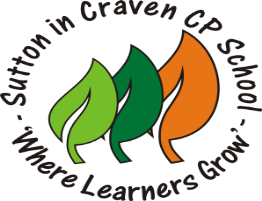 - Sutton in Craven CP School -
'Where Learners Grow'